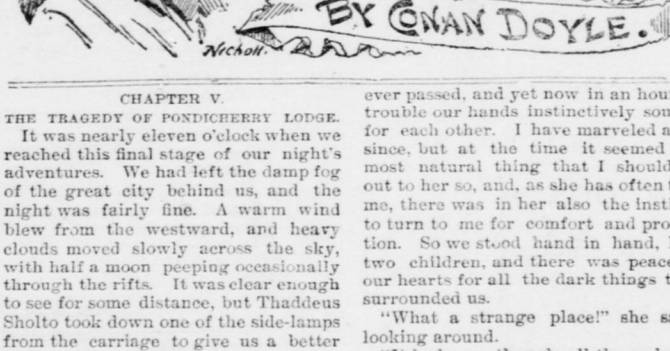 BY CONAN DOYLE.
Nicholl.
CHAPTER V.
THE TRAGEDY OF PONDICHERRY LODGE.
It was nearly eleven o'clock when we
reached this final stage of our night's
adventures. We had left the damp fog
of the great city behind us, and the
night was fairly fine. A warm wind
blew from the westward, and heavy
clouds moved slowly across the sky,
with half a moon peeping occasionally
through the rifts. It was clear enough
to see for some distance, but Thaddeus
Sholto took down one of the side-lamps
from the carriage to give us a better
ever passed, and yet now in an hou
trouble our hands instinctively sou
for each other. I have marveled a
since, but at the time it seemed
most natural thing that I should
out to her so, and, as she has often
me, there was in her also the inst
to turn to me for comfort and pro
tion. So we stood hand in hand,
two children, and there was peace
our hearts for all the dark things t
surrounded us.
"What a strange place!" she sa
looking around.